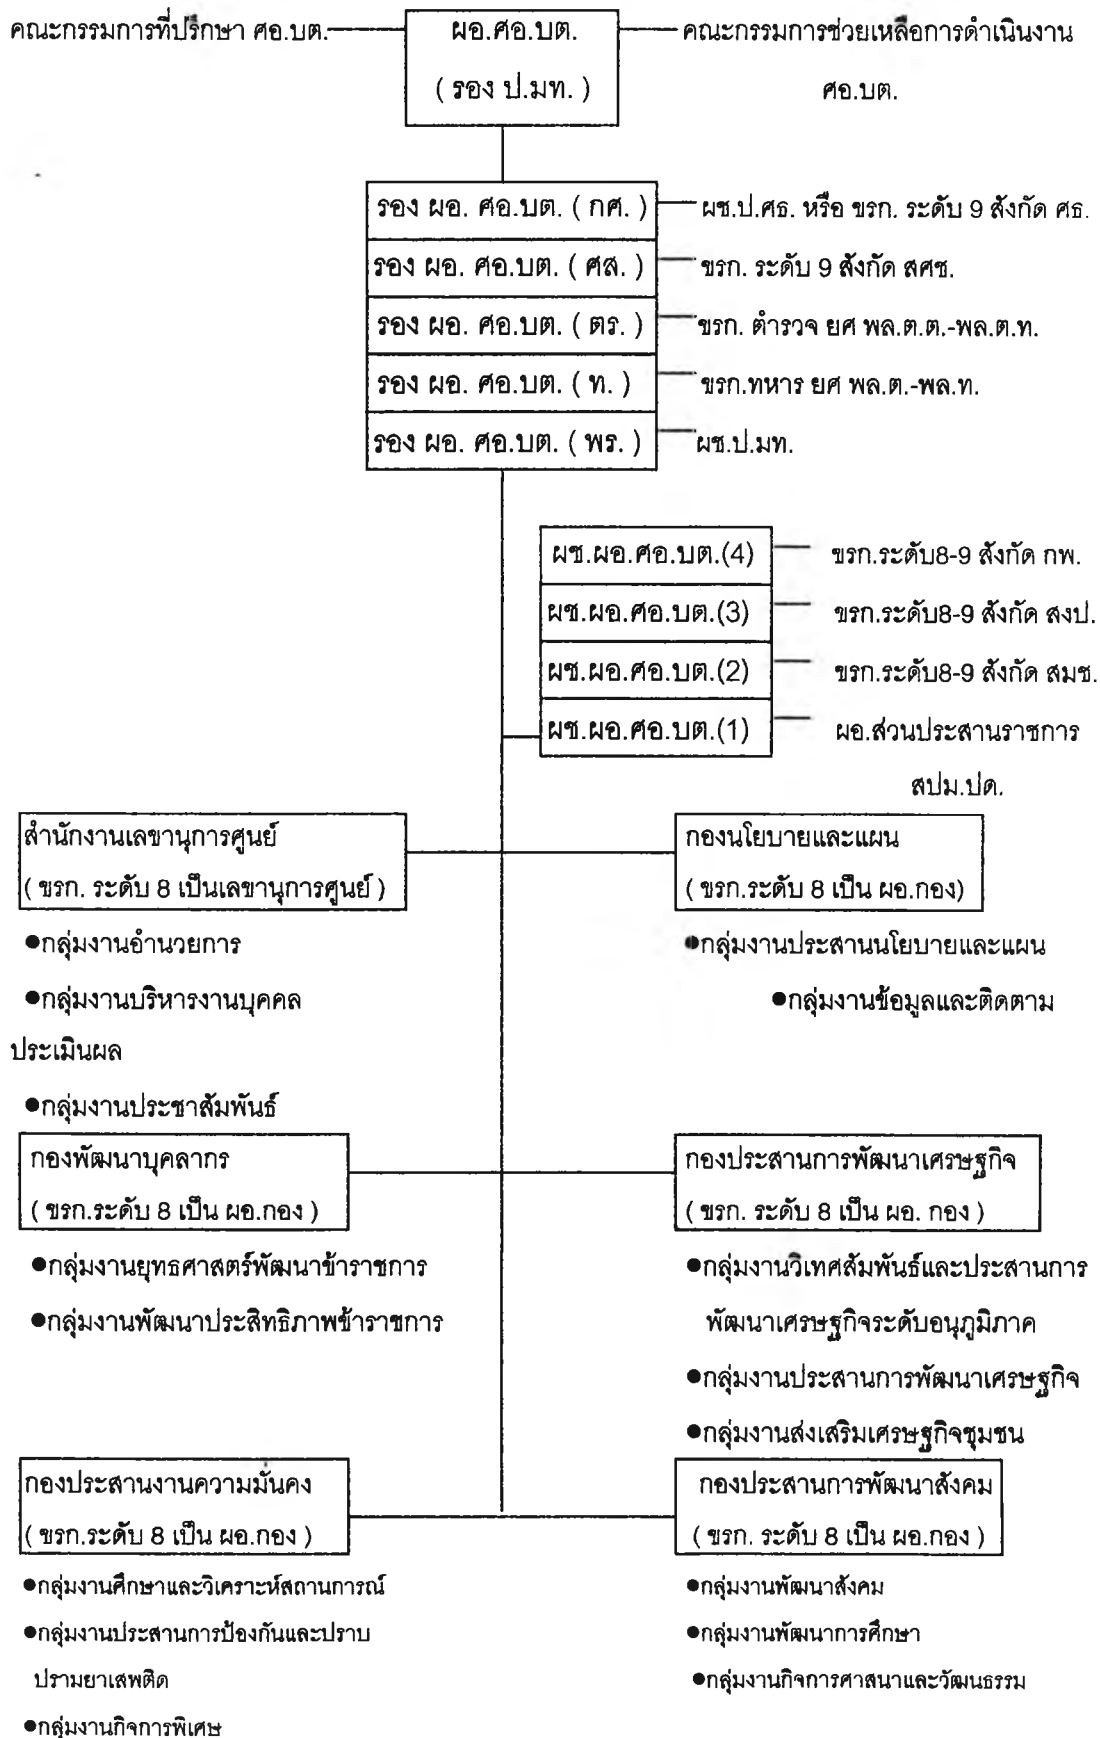 คณะกรรมการที่ปรึกษา ศอ.บต.
ผอ.ศอ.บต.
( รอง ป.มท. )
คณะกรรมการช่วยเหลือการดำเนินงาน
ศอ.บต.
รอง ผอ. ศอ.บต. ( กศ. )
ผช.ป.ศธ. หรือ ขรก. ระดับ 9 สังกัด ศธ.
รอง ผอ. ศอ.บต. ( ศส. )
ขรก. ระดับ 9 สังกัด สศช.
รอง ผอ. ศอ.บต. ( ตร. )
ขรก. ตำรวจ ยศ พล.ต.ต.-พล.ต.ท.
รอง ผอ. ศอ.บต. ( ท. )
ขรก.ทหาร ยศ พล.ต.-พล.ท.
รอง ผอ. ศอ.บต. ( พร. )
ผช.ป.มท.
ผช.ผอ.ศอ.บต.(4)
ขรก.ระดับ8-9 สังกัด กพ.
ผช.ผอ.ศอ.บต.(3)
ขรก.ระดับ8-9 สังกัด สงป.
ผช.ผอ.ศอ.บต.(2)
ขรก.ระดับ8-9 สังกัด สมช.
ผช.ผอ.ศอ.บต.(1)
ผอ.ส่วนประสานราชการ
สปม.ปค.
สำนักงานเลขานุการศูนย์
( ขรก. ระดับ 8 เป็นเลขานุการศูนย์ )
กองนโยบายและแผน
( ขรก.ระดับ 8 เป็น ผอ.กอง)
●กลุ่มงานอำนวยการ
●กลุ่มงานประสานนโยบายและแผน
●กลุ่มงานบริหารงานบุคคล
●กลุ่มงานข้อมูลและติดตาม
ประเมินผล
●กลุ่มงานประชาสัมพันธ์
กองพัฒนาบุคลากร
( ขรก.ระดับ 8 เป็น ผอ.กอง )
กองประสานการพัฒนาเศรษฐกิจ
( ขรก. ระดับ 8 เป็น ผอ. กอง )
●กลุ่มงานยุทธศาสตร์พัฒนาข้าราชการ
●กลุ่มงานพัฒนาประสิทธิภาพข้าราชการ
●กลุ่มงานวิเทศสัมพันธ์และประสานการ
พัฒนาเศรษฐกิจระดับอนุภูมิภาค
●กลุ่มงานประสานการพัฒนาเศรษฐกิจ
●กลุ่มงานส่งเสริมเศรษฐกิจชุมชน
กองประสานงานความมั่นคง
( ขรก.ระดับ 8 เป็น ผอ.กอง )
กองประสานการพัฒนาสังคม
( ขรก. ระดับ 8 เป็น ผอ.กอง )
●กลุ่มงานศึกษาและวิเคราะห์สถานการณ์
●กลุ่มงานประสานการป้องกันและปราบ
ปรามยาเสพติด
●กลุ่มงานกิจการพิเศษ
●กลุ่มงานพัฒนาสังคม
●กลุ่มงานพัฒนาการศึกษา
●กลุ่มงานกิจการศาสนาและวัฒนธรรม